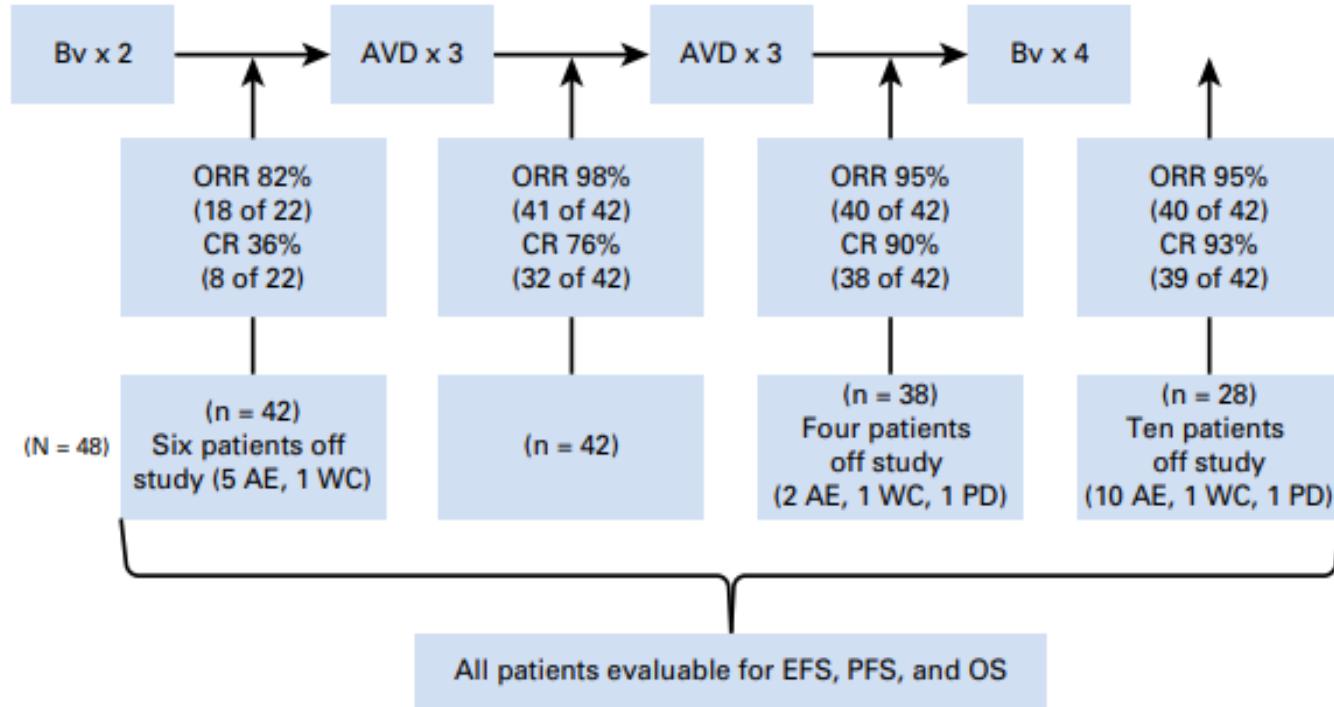 Bv x 2
AVD x 3
AVD x 3
Bv x 4
ORR 82%
(18 of 22)
CR 36%
(8 of 22)
ORR 98%
(41 of 42)
CR 76%
(32 of 42)
ORR 95%
(40 of 42)
CR 90%
(38 of 42)
ORR 95%
(40 of 42)
CR 93%
(39 of 42)
(N = 48)
(n = 42)
Six patients off
study (5 AE, 1 WC)
(n = 42)
(n = 38)
Four patients
off study
(2 AE, 1 WC, 1 PD)
(n = 28)
Ten patients
off study
(10 AE, 1 WC, 1 PD)
All patients evaluable for EFS, PFS, and OS